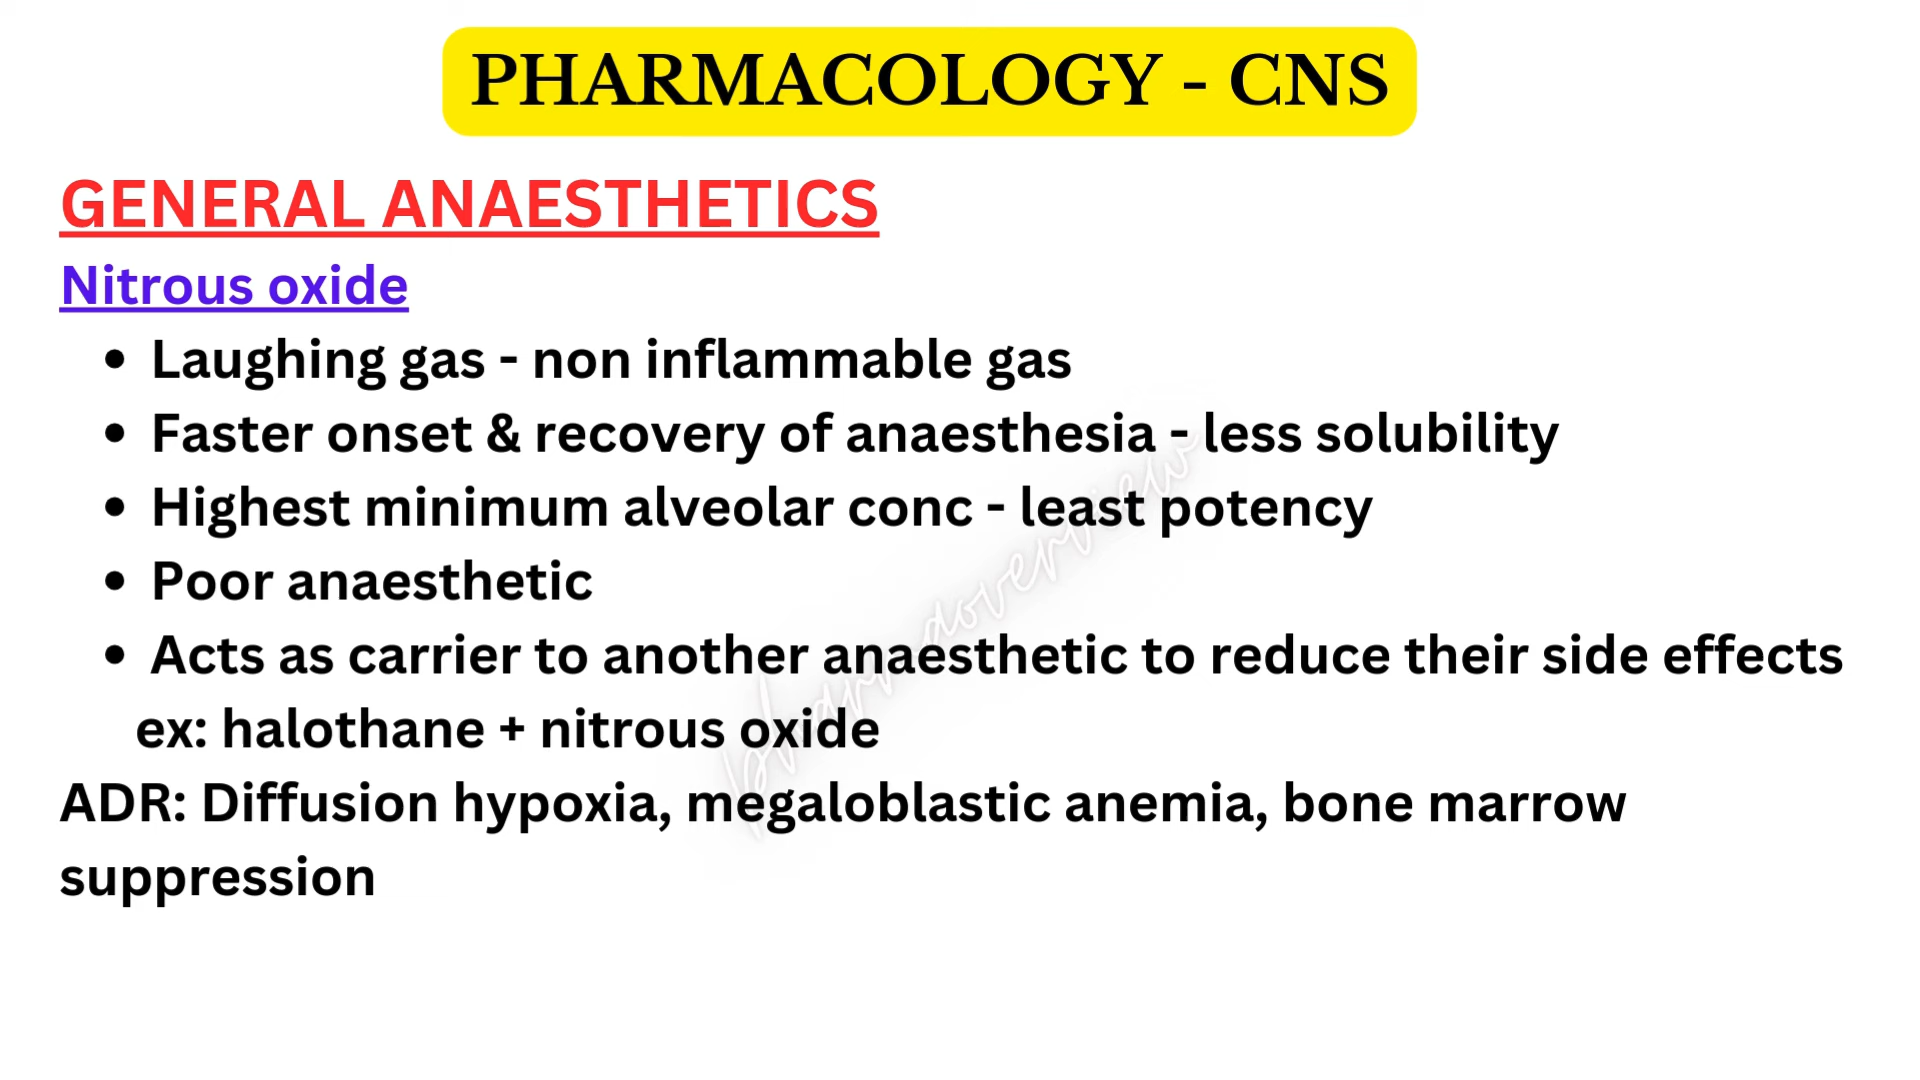 PHARMACOLOGY - CNS
GENERAL ANAESTHETICS
Nitrous oxide
• Laughing gas - non inflammable gas
• Faster onset & recovery of anaesthesia - less solubility
• Highest minimum alveolar conc - least potency
• Poor anaesthetic
• Acts as carrier to another anaesthetic to reduce their side effects
ex: halothane + nitrous oxide
ADR: Diffusion hypoxia, megaloblastic anemia, bone marrow
suppression